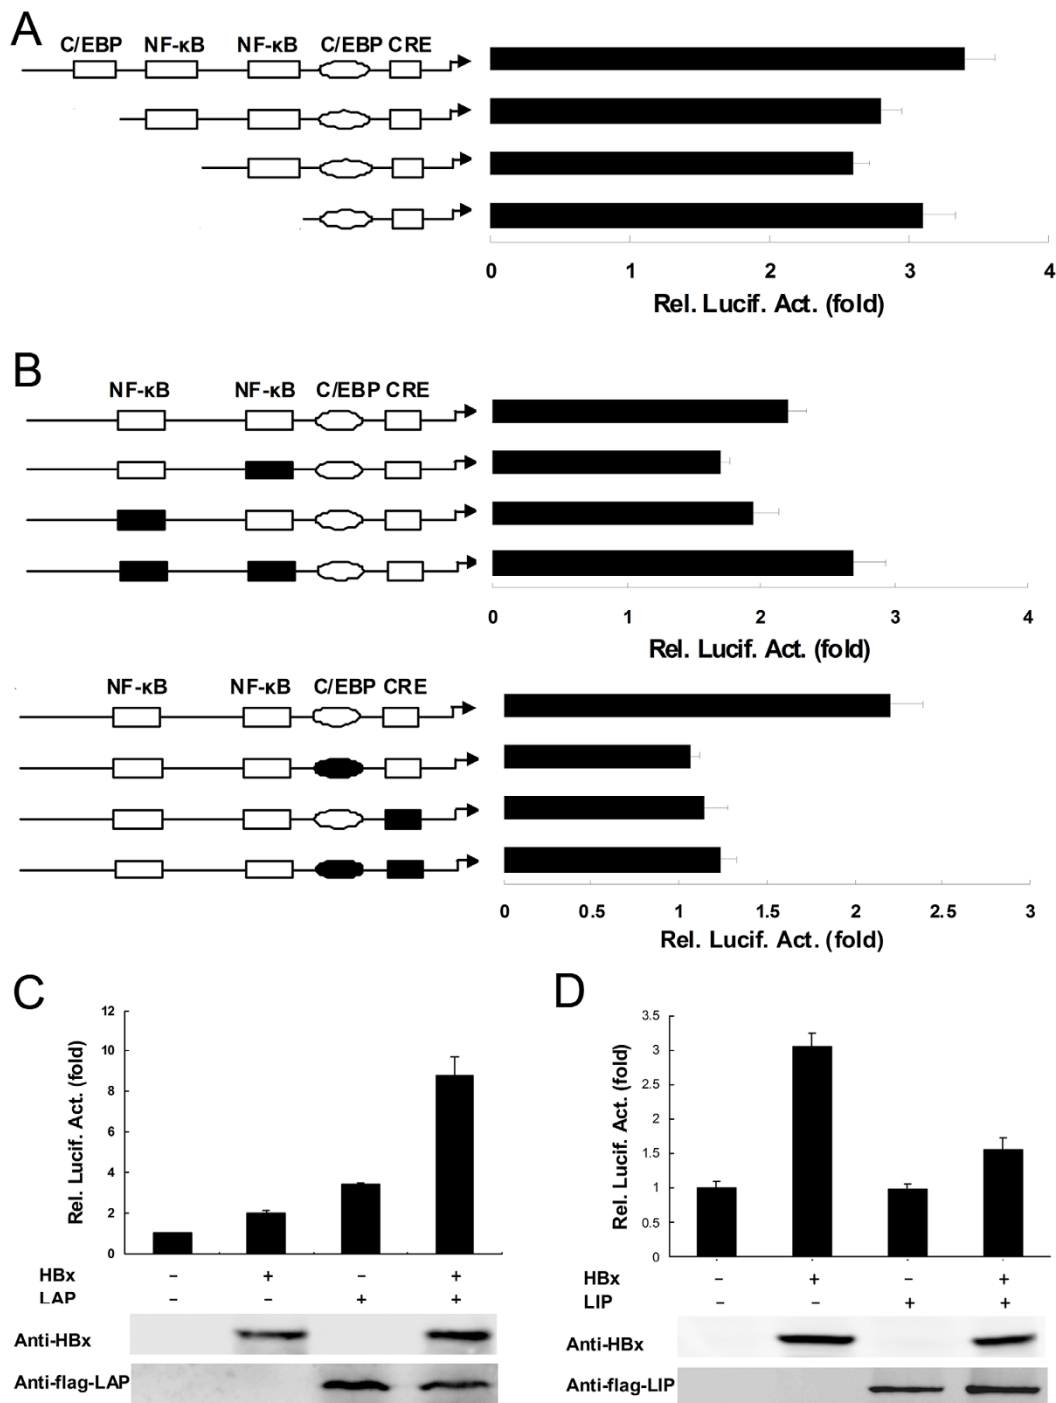 A
C/EBP NF-κB NF-κB C/EBP CRE
0 1 2 3 4
Rel. Lucif. Act. (fold)
B
NF-κB NF-κB C/EBP CRE
0 1 2 3 4
Rel. Lucif. Act. (fold)
NF-κB NF-κB C/EBP CRE
0 0.5 1 1.5 2 2.5 3
Rel. Lucif. Act. (fold)
C
Rel. Lucif. Act. (fold)
12
10
8
6
4
2
0
HBx – + – +
LAP – – + +
Anti-HBx
Anti-flag-LAP
D
Rel. Lucif. Act. (fold)
3.5
3
2.5
2
1.5
1
0.5
0
HBx – + – +
LIP – – + +
Anti-HBx
Anti-flag-LIP